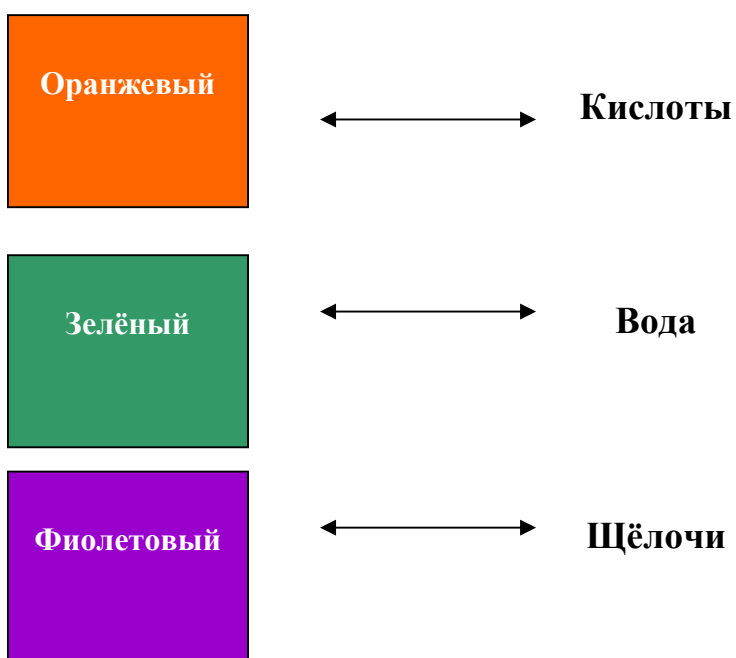 Оранжевый
Кислоты
Зелёный
Вода
Фиолетовый
Щёлочи